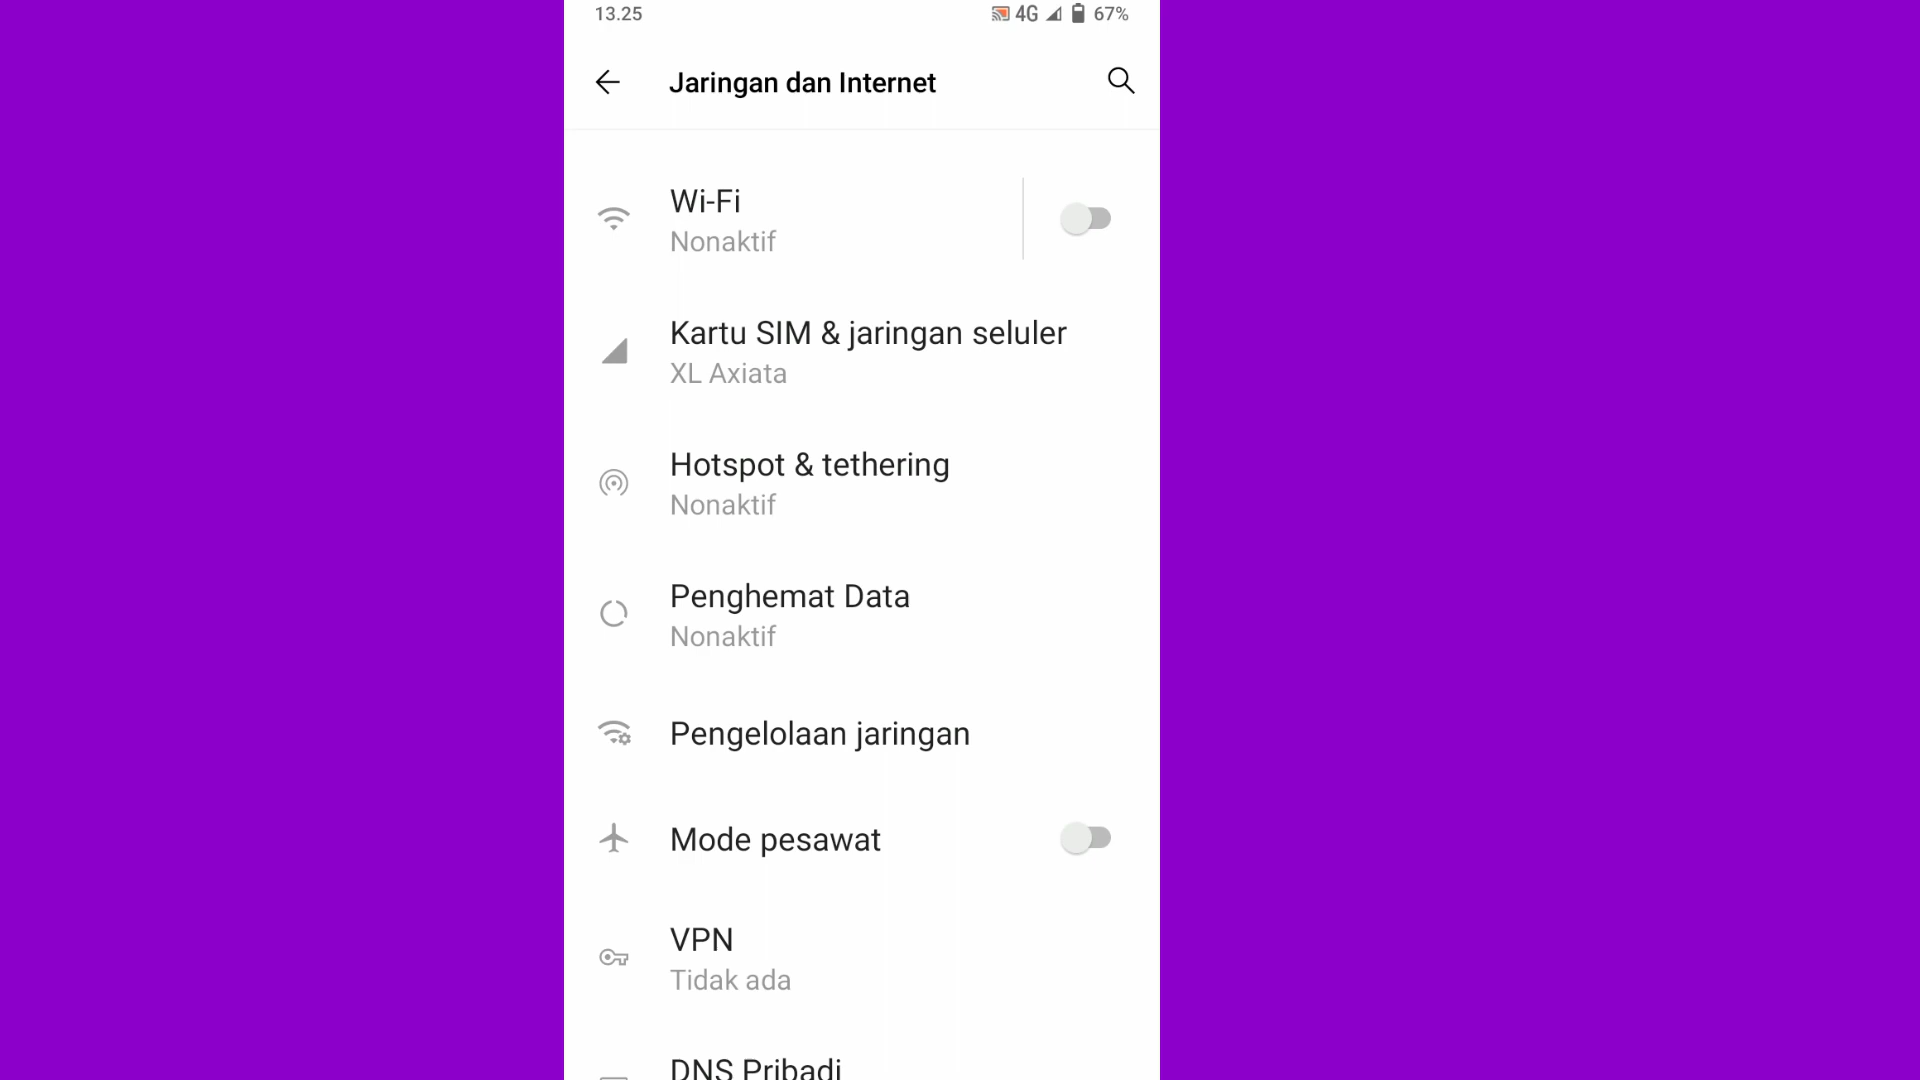 13.25
4G 67%
Jaringan dan Internet
Wi-Fi
Nonaktif
Kartu SIM & jaringan seluler
XL Axiata
Hotspot & tethering
Nonaktif
Penghemat Data
Nonaktif
Pengelolaan jaringan
Mode pesawat
VPN
Tidak ada
DNS Pribadi